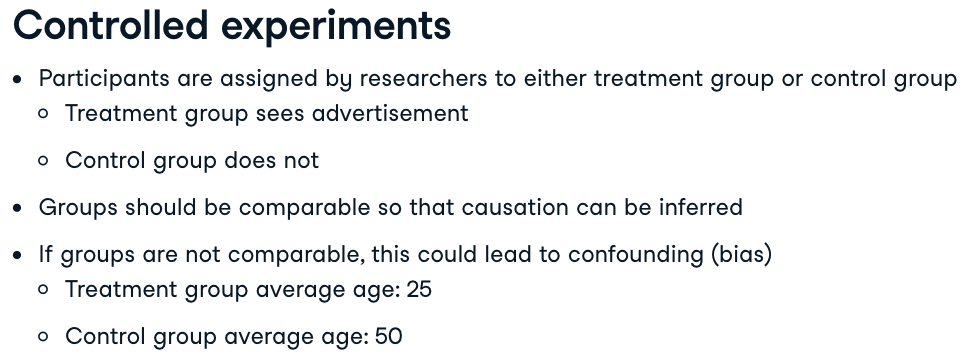 Controlled experiments
• Participants are assigned by researchers to either treatment group or control group
○ Treatment group sees advertisement
○ Control group does not
• Groups should be comparable so that causation can be inferred
• If groups are not comparable, this could lead to confounding (bias)
○ Treatment group average age: 25
○ Control group average age: 50